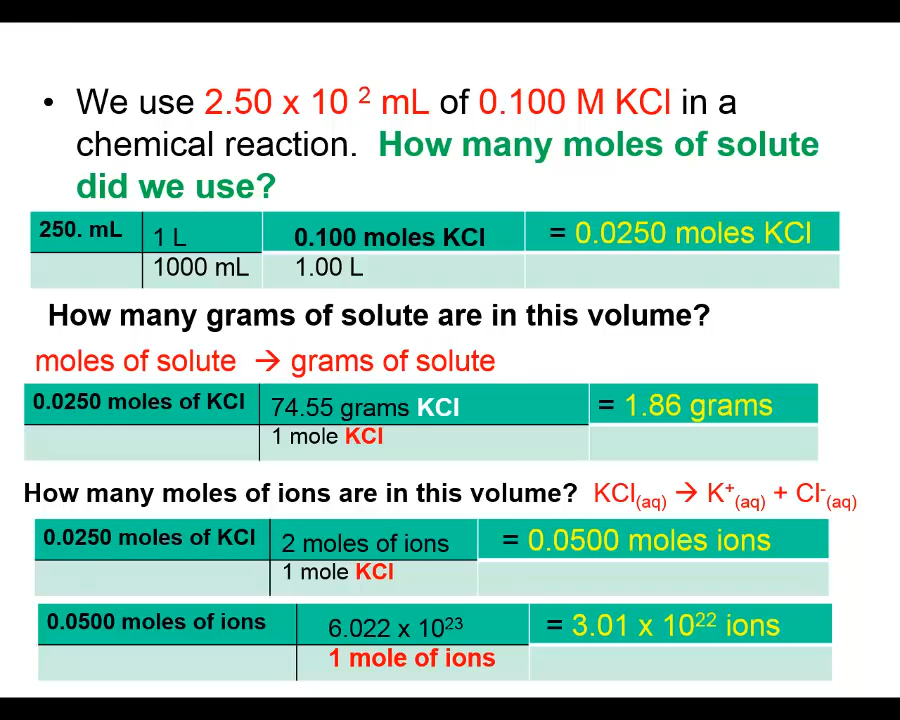 • We use 2.50 x 10 ² mL of 0.100 M KCl in a
chemical reaction. How many moles of solute
did we use?
250. mL 1 L 0.100 moles KCl = 0.0250 moles KCl
1000 mL 1.00 L
How many grams of solute are in this volume?
moles of solute → grams of solute
0.0250 moles of KCl 74.55 grams KCl = 1.86 grams
1 mole KCl
How many moles of ions are in this volume? KCl(aq) → K⁺(aq) + Cl⁻(aq)
0.0250 moles of KCl 2 moles of ions = 0.0500 moles ions
1 mole KCl
0.0500 moles of ions 6.022 x 10²³ = 3.01 x 10²² ions
1 mole of ions